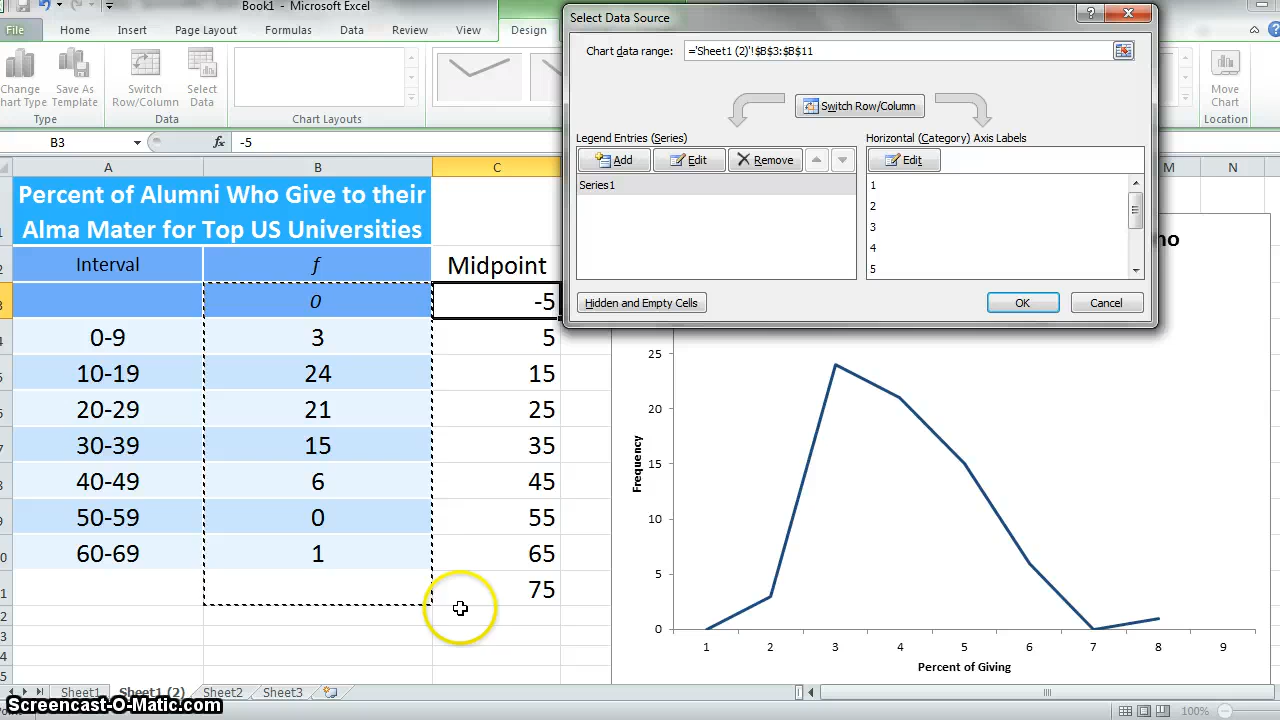 Book1 - Microsoft Excel
File Home Insert Page Layout Formulas Data Review View Design
Change Chart Type
Save As Template
Switch Row/Column
Select Data
Move Chart
Type Data Chart Layouts Location
B3 fx -5
A B C M N
Percent of Alumni Who Give to their
Alma Mater for Top US Universities
Interval f Midpoint
0 -5
0-9 3 5
10-19 24 15
20-29 21 25
30-39 15 35
40-49 6 45
50-59 0 55
60-69 1 65
75
Select Data Source
Chart data range: ='Sheet1 (2)'!$B$3:$B$11
Switch Row/Column
Legend Entries (Series)
Add Edit Remove
Series1
Horizontal (Category) Axis Labels
Edit
1
2
3
4
5
Hidden and Empty Cells
OK Cancel
no
25
20
15
10
5
0
Frequency
1 2 3 4 5 6 7 8 9
Percent of Giving
Sheet1 Sheet1 (2) Sheet2 Sheet3
100%
Screencast-O-Matic.com